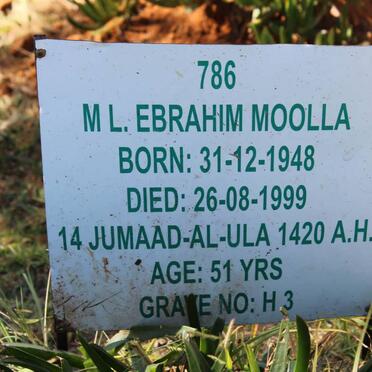 786
M L. EBRAHIM MOOLLA
BORN: 31-12-1948
DIED: 26-08-1999
14 JUMAAD-AL-ULA 1420 A.H.
AGE: 51 YRS
GRAVE NO: H 3